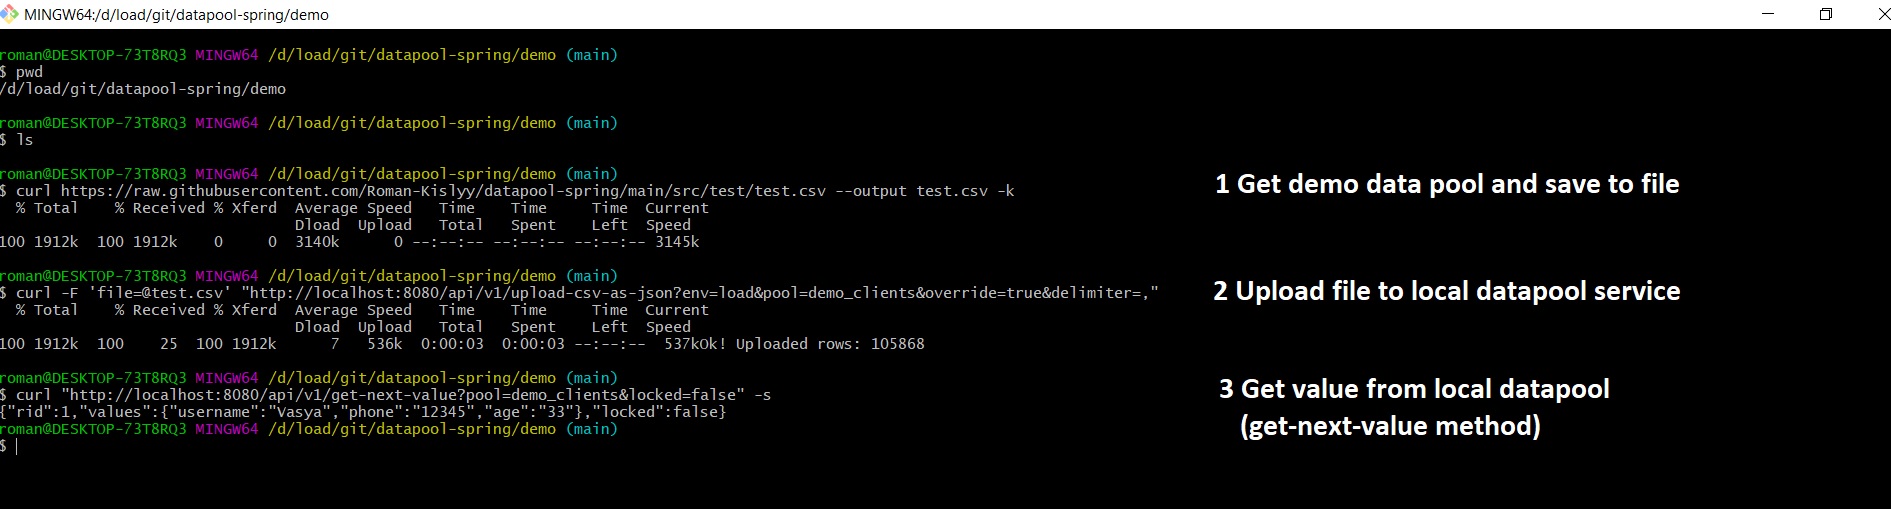 MINGW64:/d/load/git/datapool-spring/demo
roman@DESKTOP-73T8RQ3 MINGW64 /d/load/git/datapool-spring/demo (main)
$ pwd
/d/load/git/datapool-spring/demo
roman@DESKTOP-73T8RQ3 MINGW64 /d/load/git/datapool-spring/demo (main)
$ ls
roman@DESKTOP-73T8RQ3 MINGW64 /d/load/git/datapool-spring/demo (main)
$ curl https://raw.githubusercontent.com/Roman-Kislyy/datapool-spring/main/src/test/test.csv --output test.csv -k
1 Get demo data pool and save to file
  % Total    % Received % Xferd  Average Speed   Time    Time     Time  Current
                                 Dload  Upload   Total   Spent    Left  Speed
100 1912k  100 1912k    0     0  3140k      0 --:--:-- --:--:-- --:--:-- 3145k
roman@DESKTOP-73T8RQ3 MINGW64 /d/load/git/datapool-spring/demo (main)
$ curl -F 'file=@test.csv' "http://localhost:8080/api/v1/upload-csv-as-json?env=load&pool=demo_clients&override=true&delimiter=,"
2 Upload file to local datapool service
  % Total    % Received % Xferd  Average Speed   Time    Time     Time  Current
                                 Dload  Upload   Total   Spent    Left  Speed
100 1912k  100    25  100 1912k      7   536k  0:00:03  0:00:03 --:--:--  537kOk! Uploaded rows: 105868
roman@DESKTOP-73T8RQ3 MINGW64 /d/load/git/datapool-spring/demo (main)
$ curl "http://localhost:8080/api/v1/get-next-value?pool=demo_clients&locked=false" -s
3 Get value from local datapool
(get-next-value method)
{"rid":1,"values":{"username":"Vasya","phone":"12345","age":"33"},"locked":false}
roman@DESKTOP-73T8RQ3 MINGW64 /d/load/git/datapool-spring/demo (main)
$